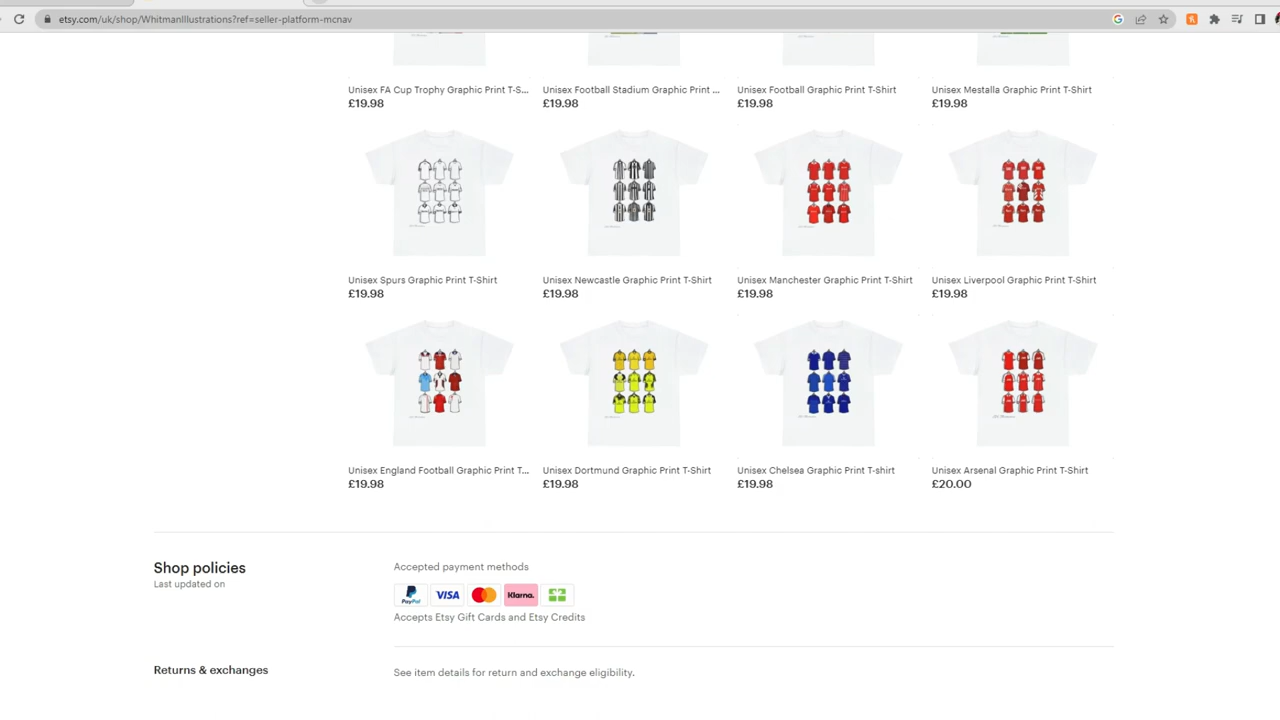 etsy.com/uk/shop/WhitmanIllustrations?ref=seller-platform-mcnav
Unisex FA Cup Trophy Graphic Print T-S...
£19.98
Unisex Football Stadium Graphic Print ...
£19.98
Unisex Football Graphic Print T-Shirt
£19.98
Unisex Mestalla Graphic Print T-Shirt
£19.98
Unisex Spurs Graphic Print T-Shirt
£19.98
Unisex Newcastle Graphic Print T-Shirt
£19.98
Unisex Manchester Graphic Print T-Shirt
£19.98
Unisex Liverpool Graphic Print T-Shirt
£19.98
Unisex England Football Graphic Print T...
£19.98
Unisex Dortmund Graphic Print T-Shirt
£19.98
Unisex Chelsea Graphic Print T-shirt
£19.98
Unisex Arsenal Graphic Print T-Shirt
£20.00
Shop policies
Last updated on
Accepted payment methods
PayPal
VISA
Klarna.
Accepts Etsy Gift Cards and Etsy Credits
Returns & exchanges
See item details for return and exchange eligibility.